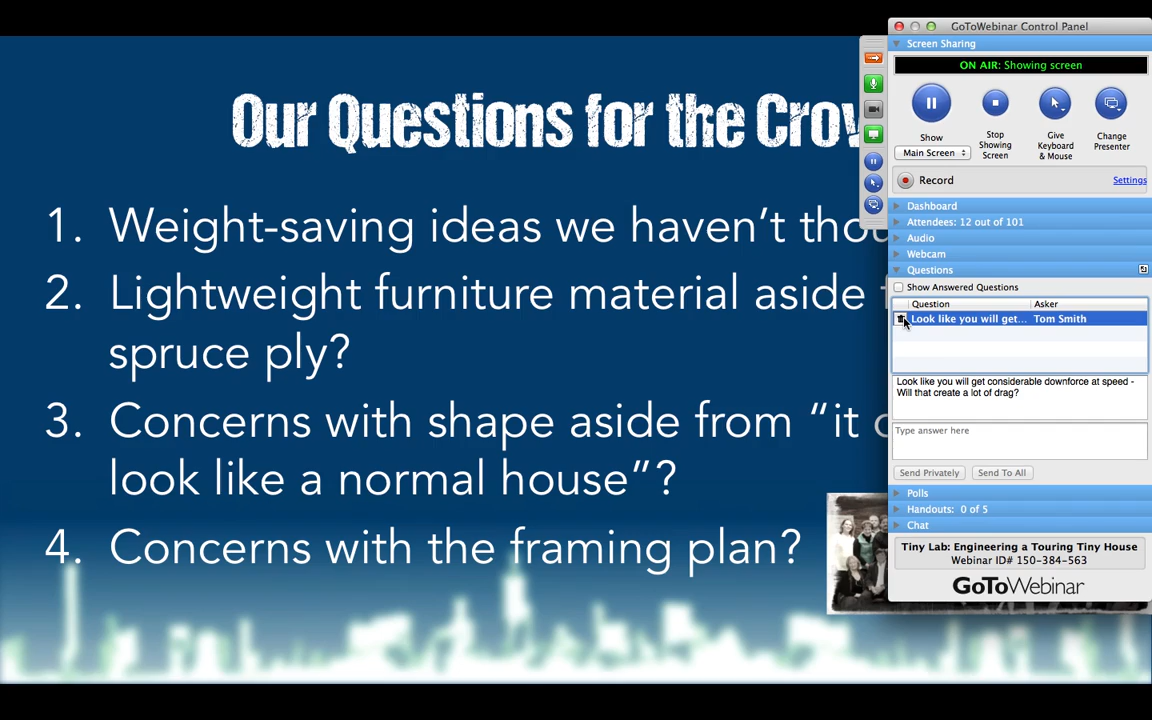 Our Questions for the Cro
1. Weight-saving ideas we haven't thou
2. Lightweight furniture material aside
spruce ply?
3. Concerns with shape aside from "it
look like a normal house"?
4. Concerns with the framing plan?
GoToWebinar Control Panel
Screen Sharing
ON AIR: Showing screen
Show
Main Screen
Stop
Showing
Screen
Give
Keyboard
& Mouse
Change
Presenter
Record
Settings
Dashboard
Attendees: 12 out of 101
Audio
Webcam
Questions
Show Answered Questions
Question Asker
Look like you will get... Tom Smith
Look like you will get considerable downforce at speed -
Will that create a lot of drag?
Type answer here
Send Privately Send To All
Polls
Handouts: 0 of 5
Chat
Tiny Lab: Engineering a Touring Tiny House
Webinar ID# 150-384-563
GoToWebinar